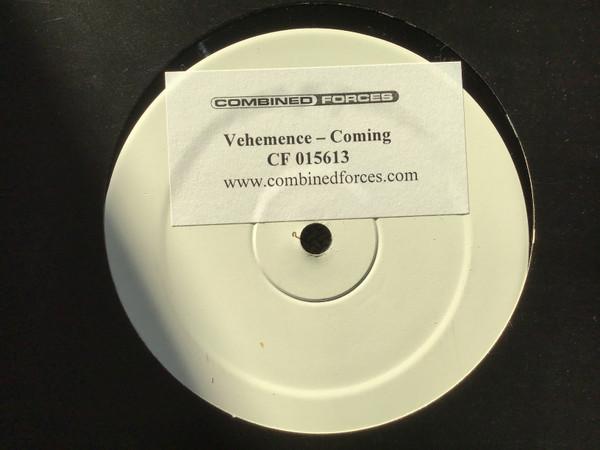 COMBINED FORCES
Vehemence – Coming
CF 015613
www.combinedforces.com